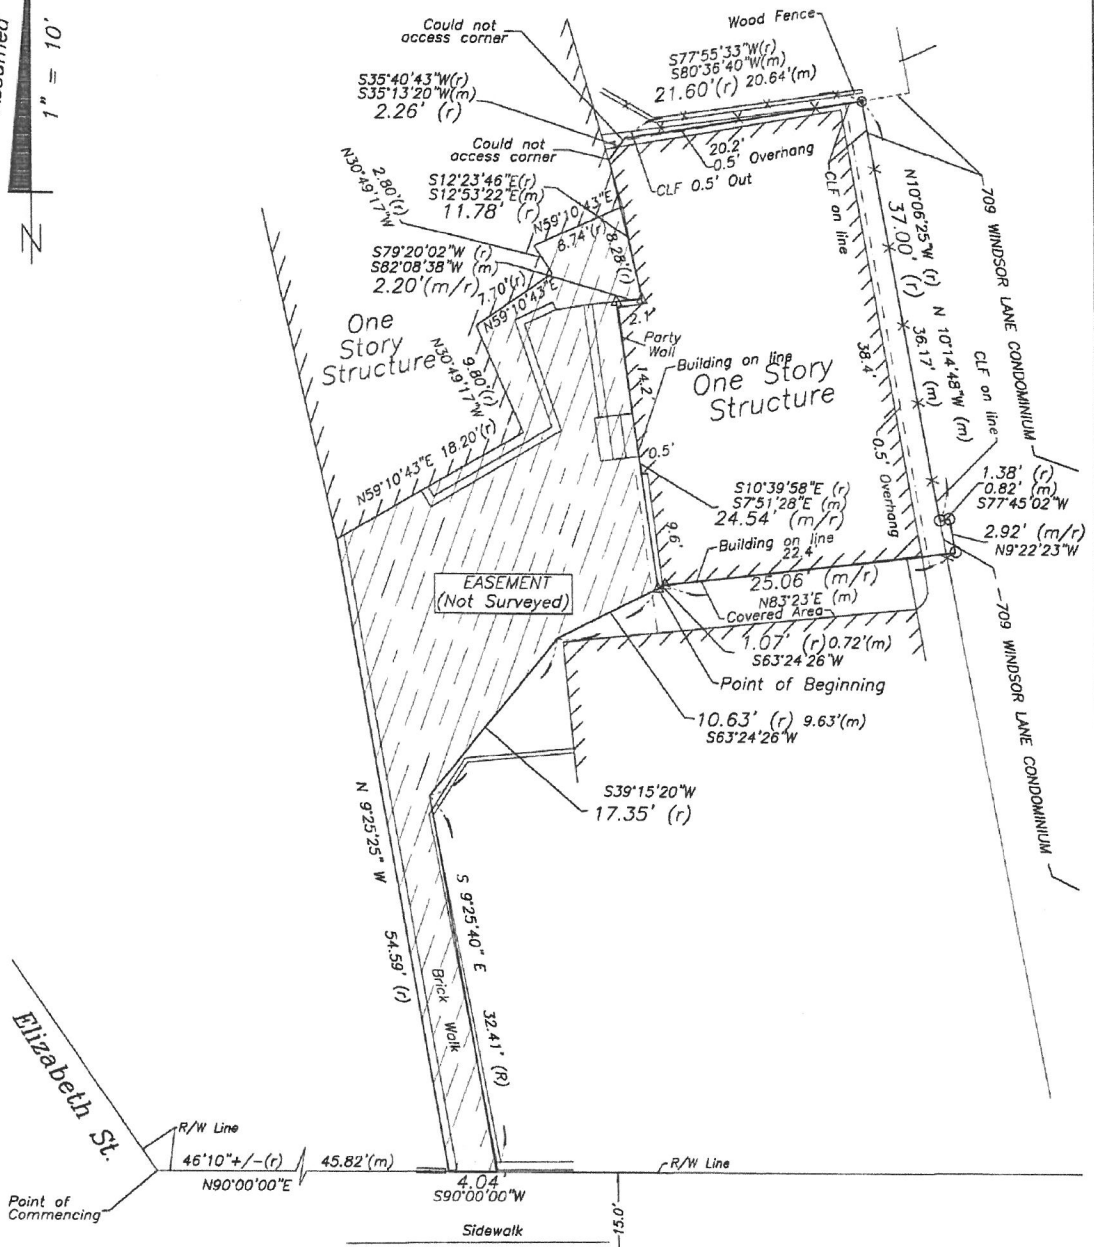 Assumed
1" = 10'
N
Could not
access corner
Wood Fence
S77°55'33"W(r)
S80°36'40"W(m)
21.60'(r) 20.64'(m)
S35°40'43"W(r)
S35°13'20"W(m)
2.26' (r)
Could not
access corner
20.2'
0.5' Overhang
CLF 0.5' Out
CLF on line
N30°49'17"W
2.80'(r)
S12°23'46"E(r)
S12°53'22"E(m)
11.78' (r)
N59°10'43"E
6.74'(r)
8.28'(r)
S79°20'02"W (r)
S82°08'38"W (m)
2.20'(m/r)
7.70'(r)
N59°10'43"E
2.1'
Party
Wall
14.2'
Building on line
One
Story
Structure
One Story
Structure
N30°49'17"W
9.80'(r)
N59°10'43"E 18.20'(r)
N10°06'25"W (r)
37.00' (r)
N 10°14'48"W (m)
36.17' (m)
38.4'
0.5' Overhang
CLF on line
709 WINDSOR LANE CONDOMINIUM
0.5'
S10°39'58"E (r)
S7°51'28"E (m)
24.54' (m/r)
9.6'
Building on line
22.4'
1.38' (r)
0.82' (m)
S77°45'02"W
2.92' (m/r)
N9°22'23"W
EASEMENT
(Not Surveyed)
25.06' (m/r)
N83°23'E (m)
Covered Area
1.07' (r) 0.72'(m)
S63°24'26"W
Point of Beginning
10.63' (r) 9.63'(m)
S63°24'26"W
709 WINDSOR LANE CONDOMINIUM
S39°15'20"W
17.35' (r)
N 9°25'25" W
54.59' (r)
S 9°25'40" E
32.41' (R)
Brick Walk
Elizabeth St.
R/W Line
46'10"+/-(r)
45.82'(m)
N90°00'00"E
Point of
Commencing
4.04'
S90°00'00"W
R/W Line
Sidewalk
15.0'